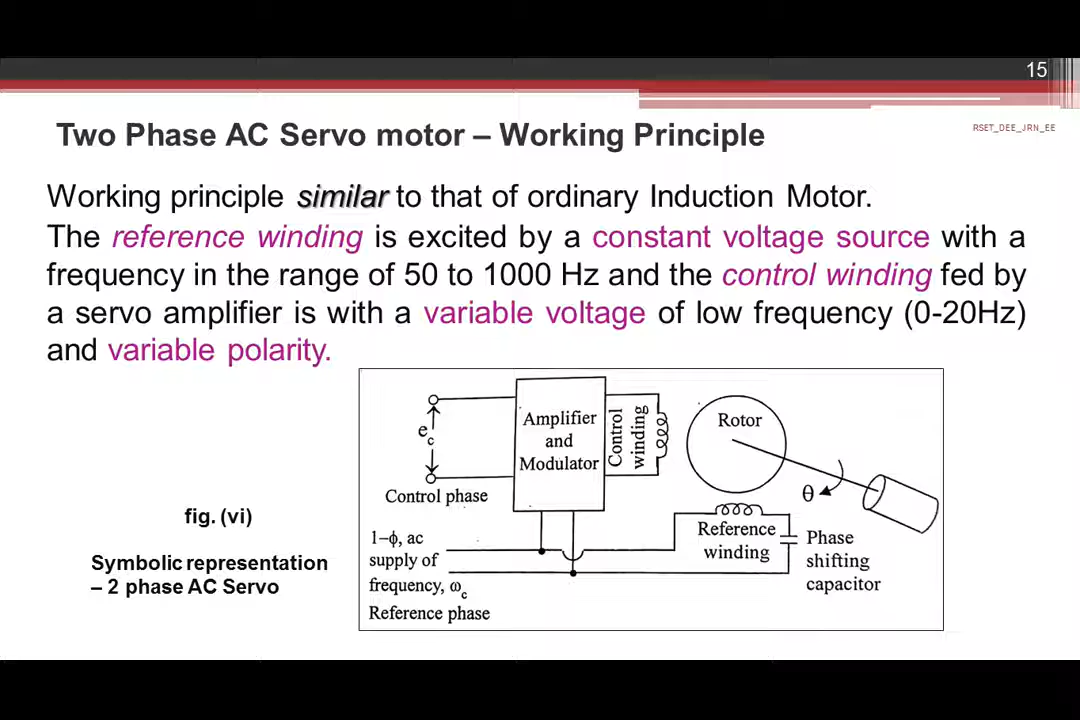 15
RSET_DEE_JRN_EE
Two Phase AC Servo motor – Working Principle
Working principle similar to that of ordinary Induction Motor.
The reference winding is excited by a constant voltage source with a
frequency in the range of 50 to 1000 Hz and the control winding fed by
a servo amplifier is with a variable voltage of low frequency (0-20Hz)
and variable polarity.
fig. (vi)
Symbolic representation
– 2 phase AC Servo
e_c
Control phase
Amplifier
and
Modulator
Control
winding
Rotor
θ
1–ϕ, ac
supply of
frequency, ω_c
Reference phase
Reference
winding
Phase
shifting
capacitor